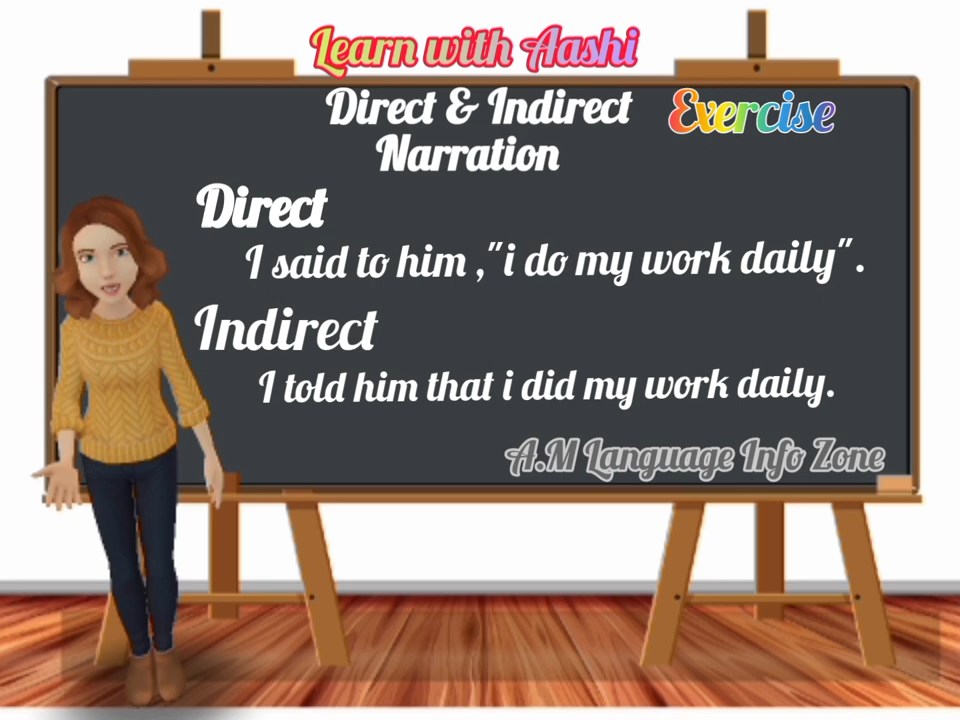 Learn with Aashi
Direct & Indirect Exercise
Narration
Direct
I said to him ,"i do my work daily".
Indirect
I told him that i did my work daily.
A.M Language Info Zone